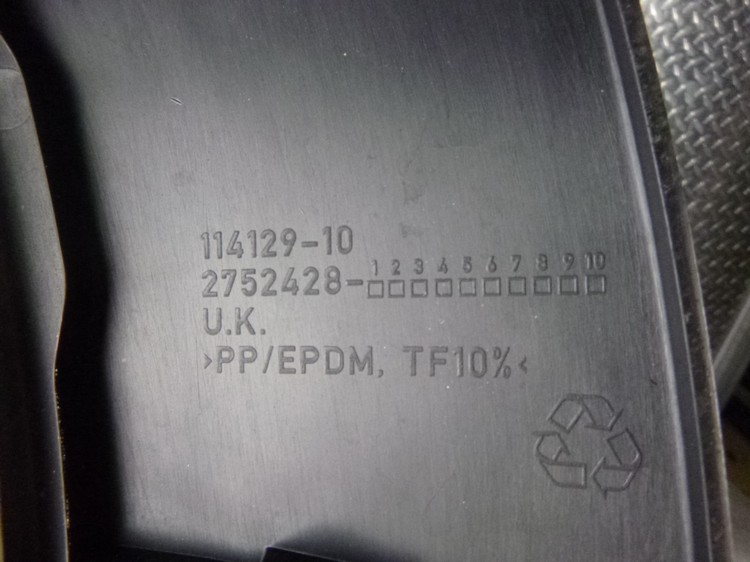 114129-10
1 2 3 4 5 6 7 8 9 10
2752428-□□□□□□□□□□
U.K.
>PP/EPDM, TF10%<